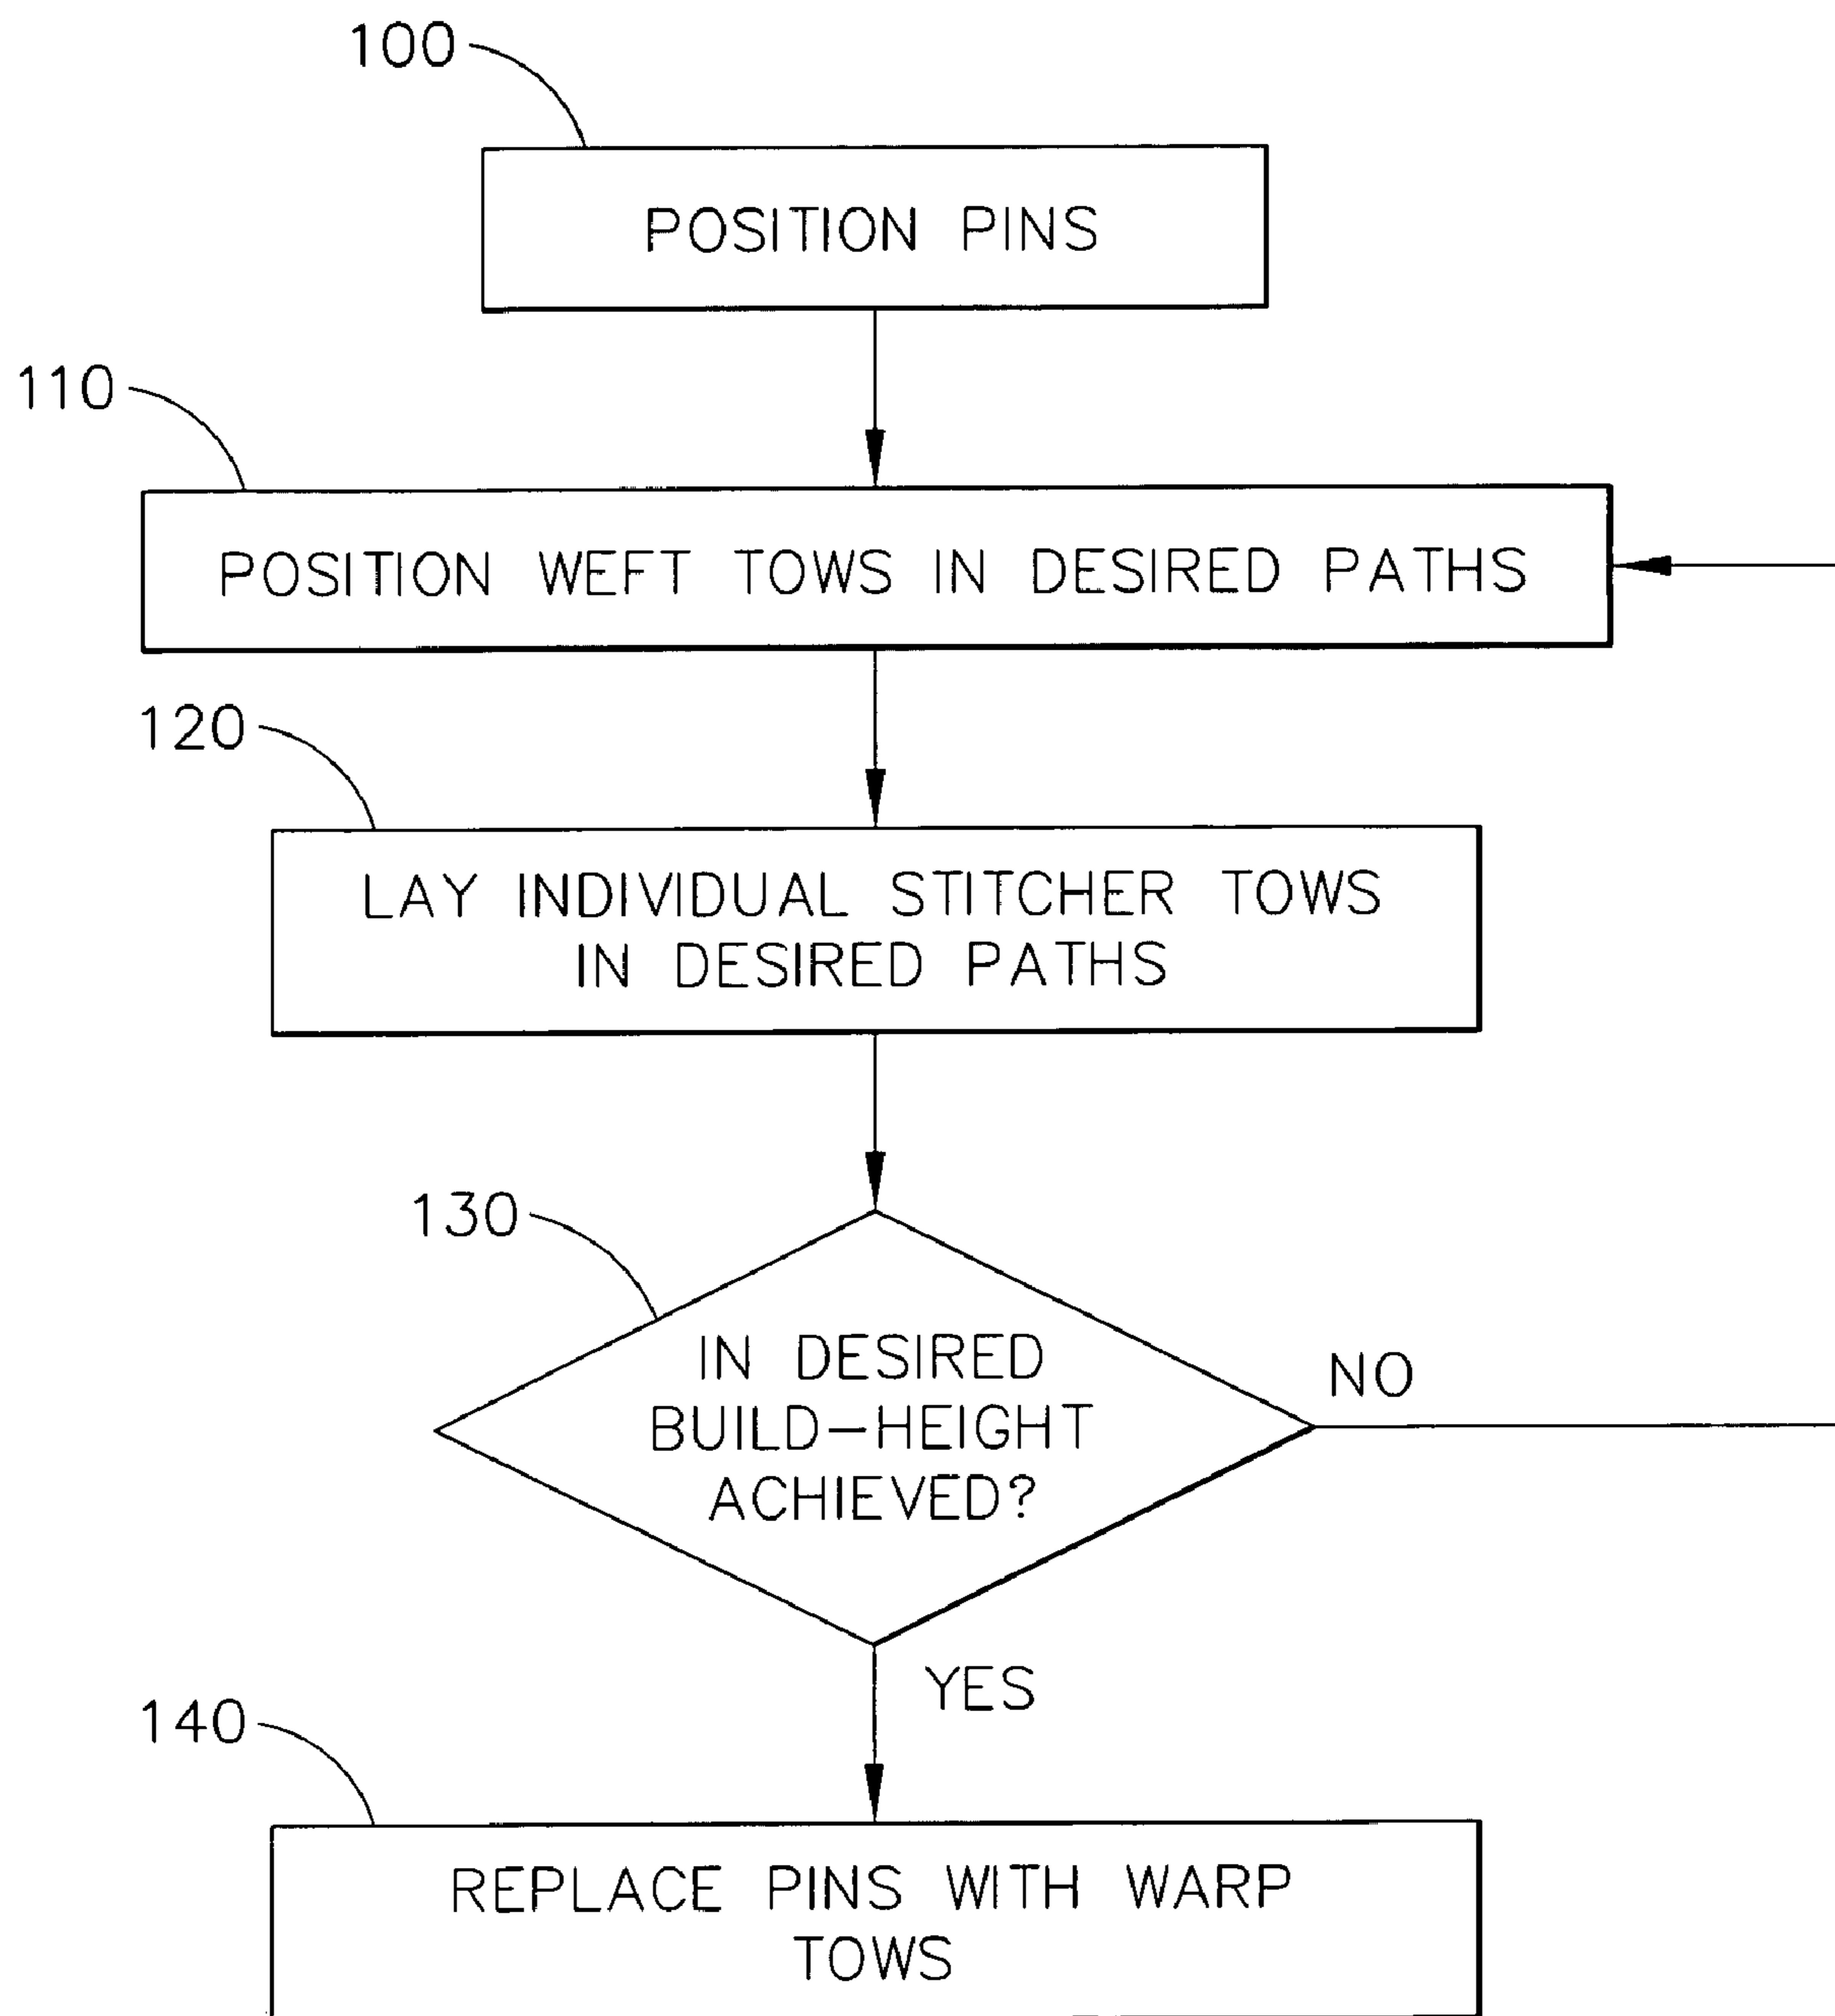 100
POSITION PINS
110
POSITION WEFT TOWS IN DESIRED PATHS
120
LAY INDIVIDUAL STITCHER TOWS
IN DESIRED PATHS
130
IN DESIRED
BUILD-HEIGHT
ACHIEVED?
NO
YES
140
REPLACE PINS WITH WARP
TOWS